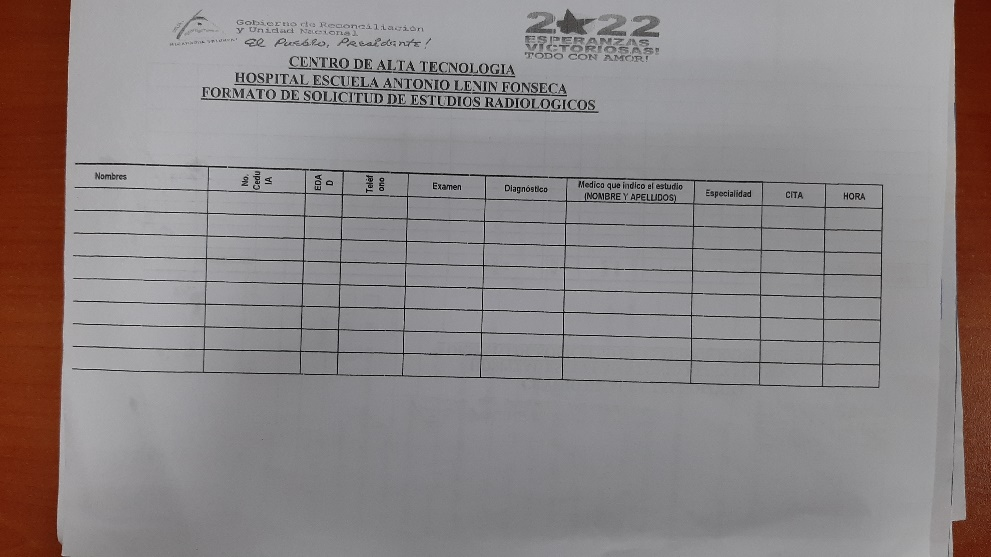 Gobierno de Reconciliación
y Unidad Nacional
El Pueblo, Presidente!
2022
ESPERANZAS
VICTORIOSAS!
TODO CON AMOR!
CENTRO DE ALTA TECNOLOGIA
HOSPITAL ESCUELA ANTONIO LENIN FONSECA
FORMATO DE SOLICITUD DE ESTUDIOS RADIOLOGICOS
Nombres
No.
Cedu
lA
EDA
D
Teléf
ono
Examen
Diagnóstico
Medico que indico el estudio
(NOMBRE Y APELLIDOS)
Especialidad
CITA
HORA